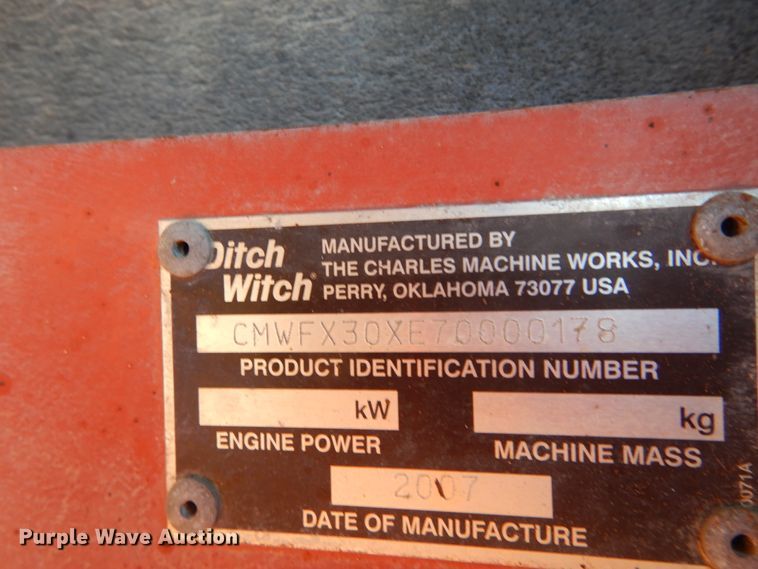 Ditch
Witch®
MANUFACTURED BY
THE CHARLES MACHINE WORKS, INC.
PERRY, OKLAHOMA 73077 USA
CMWFX30XE70000178
PRODUCT IDENTIFICATION NUMBER
kW
ENGINE POWER
kg
MACHINE MASS
2007
DATE OF MANUFACTURE
Purple Wave Auction